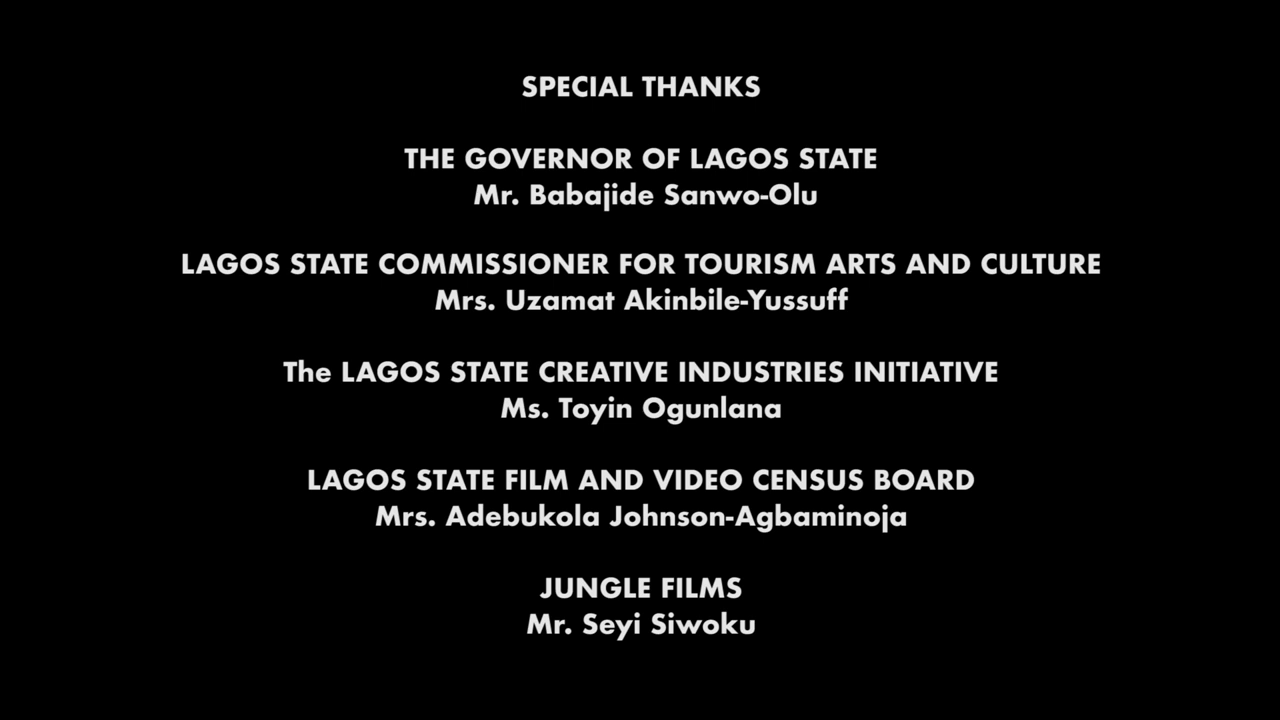 SPECIAL THANKS
THE GOVERNOR OF LAGOS STATE
Mr. Babajide Sanwo-Olu
LAGOS STATE COMMISSIONER FOR TOURISM ARTS AND CULTURE
Mrs. Uzamat Akinbile-Yussuff
The LAGOS STATE CREATIVE INDUSTRIES INITIATIVE
Ms. Toyin Ogunlana
LAGOS STATE FILM AND VIDEO CENSUS BOARD
Mrs. Adebukola Johnson-Agbaminoja
JUNGLE FILMS
Mr. Seyi Siwoku